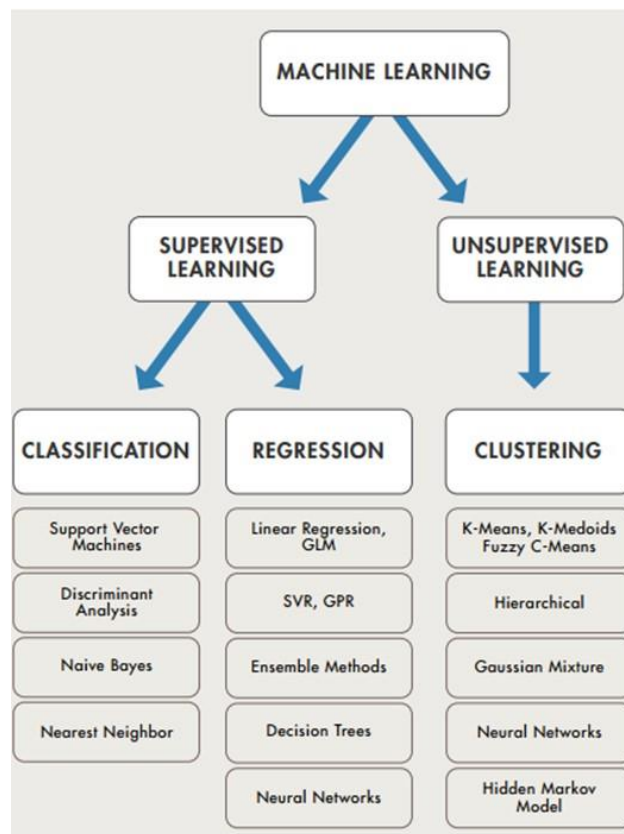 MACHINE LEARNING
SUPERVISED
LEARNING
UNSUPERVISED
LEARNING
CLASSIFICATION
REGRESSION
CLUSTERING
Support Vector
Machines
Discriminant
Analysis
Naive Bayes
Nearest Neighbor
Linear Regression,
GLM
SVR, GPR
Ensemble Methods
Decision Trees
Neural Networks
K-Means, K-Medoids
Fuzzy C-Means
Hierarchical
Gaussian Mixture
Neural Networks
Hidden Markov
Model